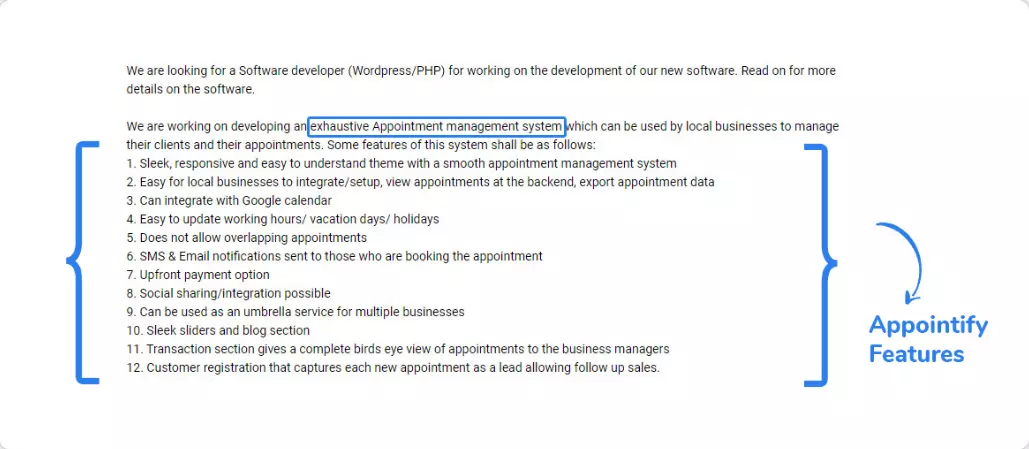 We are looking for a Software developer (Wordpress/PHP) for working on the development of our new software. Read on for more
details on the software.
We are working on developing an exhaustive Appointment management system which can be used by local businesses to manage
their clients and their appointments. Some features of this system shall be as follows:
1. Sleek, responsive and easy to understand theme with a smooth appointment management system
2. Easy for local businesses to integrate/setup, view appointments at the backend, export appointment data
3. Can integrate with Google calendar
4. Easy to update working hours/ vacation days/ holidays
5. Does not allow overlapping appointments
6. SMS & Email notifications sent to those who are booking the appointment
7. Upfront payment option
8. Social sharing/integration possible
9. Can be used as an umbrella service for multiple businesses
10. Sleek sliders and blog section
11. Transaction section gives a complete birds eye view of appointments to the business managers
12. Customer registration that captures each new appointment as a lead allowing follow up sales.
Appointify
Features